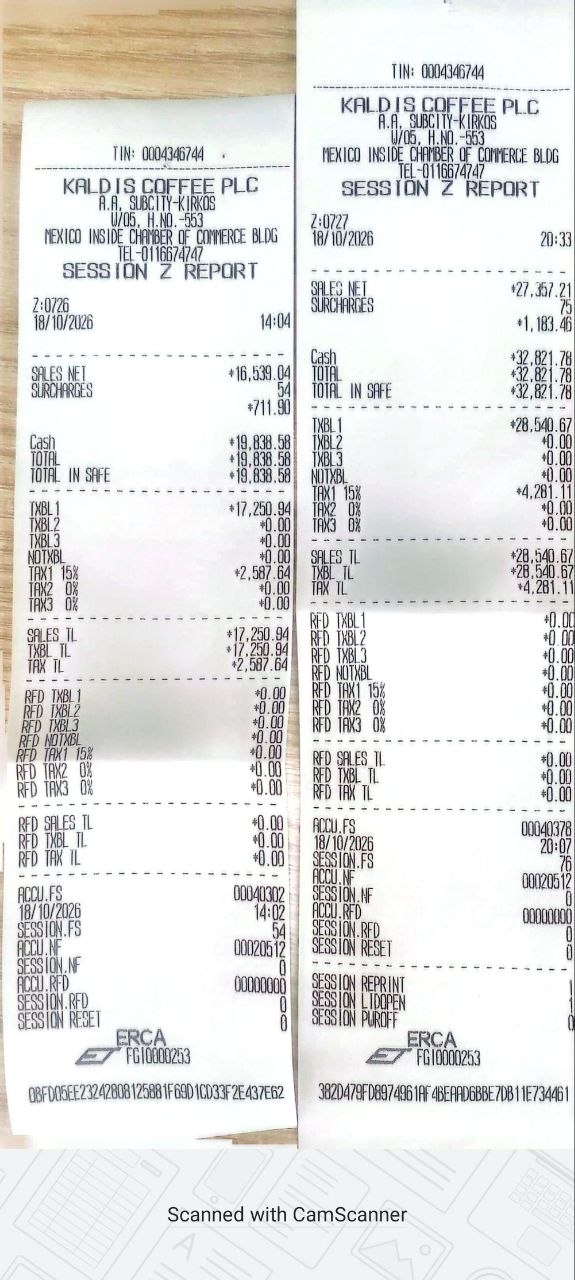 TIN: 0004346744
KALDIS COFFEE PLC
A.A, SUBCITY-KIRKOS
W/05, H.NO.-553
MEXICO INSIDE CHAMBER OF COMMERCE BLDG
TEL-0116674747
SESSION Z REPORT
Z:0726
18/10/2026 14:04
SALES NET *16,539.04
SURCHARGES 54
*711.90
Cash *19,838.58
TOTAL *19,838.58
TOTAL IN SAFE *19,838.58
TXBL1 *17,250.94
TXBL2 *0.00
TXBL3 *0.00
NOTXBL *0.00
TAX1 15% *2,587.64
TAX2 0% *0.00
TAX3 0% *0.00
SALES TL *17,250.94
TXBL TL *17,250.94
TAX TL *2,587.64
RFD TXBL1 *0.00
RFD TXBL2 *0.00
RFD TXBL3 *0.00
RFD NOTXBL *0.00
RFD TAX1 15% *0.00
RFD TAX2 0% *0.00
RFD TAX3 0% *0.00
RFD SALES TL *0.00
RFD TXBL TL *0.00
RFD TAX TL *0.00
ACCU.FS 00040302
18/10/2026 14:02
SESSION.FS 54
ACCU.NF 00020512
SESSION.NF 0
ACCU.RFD 00000000
SESSION.RFD 0
SESSION RESET 0
ERCA
ET FGI0000253
0BFD05EE23242808125881F69D1CD33F2E437E62
TIN: 0004346744
KALDIS COFFEE PLC
A.A, SUBCITY-KIRKOS
W/05, H.NO.-553
MEXICO INSIDE CHAMBER OF COMMERCE BLDG
TEL-0116674747
SESSION Z REPORT
Z:0727
18/10/2026 20:33
SALES NET *27,357.21
SURCHARGES 75
*1,183.46
Cash *32,821.78
TOTAL *32,821.78
TOTAL IN SAFE *32,821.78
TXBL1 *28,540.67
TXBL2 *0.00
TXBL3 *0.00
NOTXBL *0.00
TAX1 15% *4,281.11
TAX2 0% *0.00
TAX3 0% *0.00
SALES TL *28,540.67
TXBL TL *28,540.67
TAX TL *4,281.11
RFD TXBL1 *0.00
RFD TXBL2 *0.00
RFD TXBL3 *0.00
RFD NOTXBL *0.00
RFD TAX1 15% *0.00
RFD TAX2 0% *0.00
RFD TAX3 0% *0.00
RFD SALES TL *0.00
RFD TXBL TL *0.00
RFD TAX TL *0.00
ACCU.FS 00040378
18/10/2026 20:07
SESSION.FS 76
ACCU.NF 00020512
SESSION.NF 0
ACCU.RFD 00000000
SESSION.RFD 0
SESSION RESET 0
SESSION REPRINT 1
SESSION LIDOPEN 1
SESSION PWROFF 0
ERCA
ET FGI0000253
382D479FD8974961AF4BEAAD6BBE7DB11E734461
Scanned with CamScanner